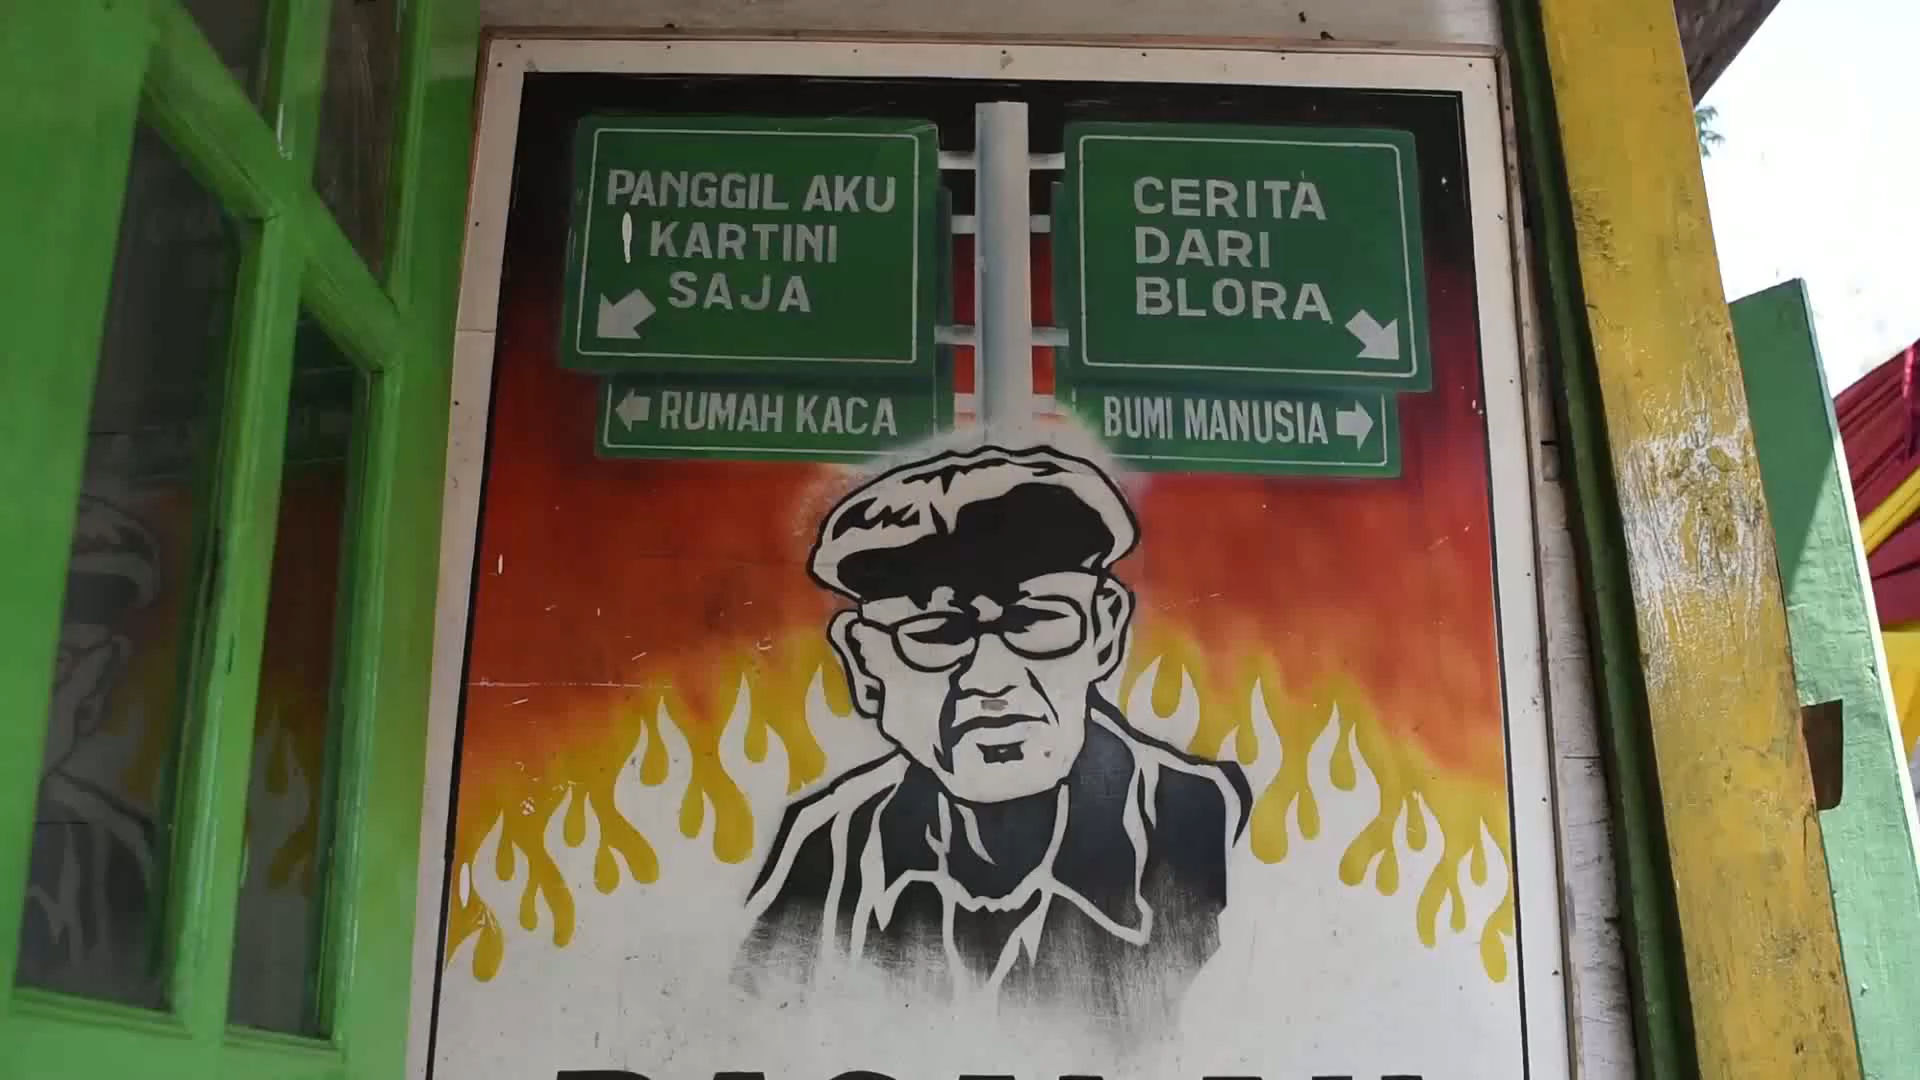 PANGGIL AKU
KARTINI
SAJA
RUMAH KACA
CERITA
DARI
BLORA
BUMI MANUSIA